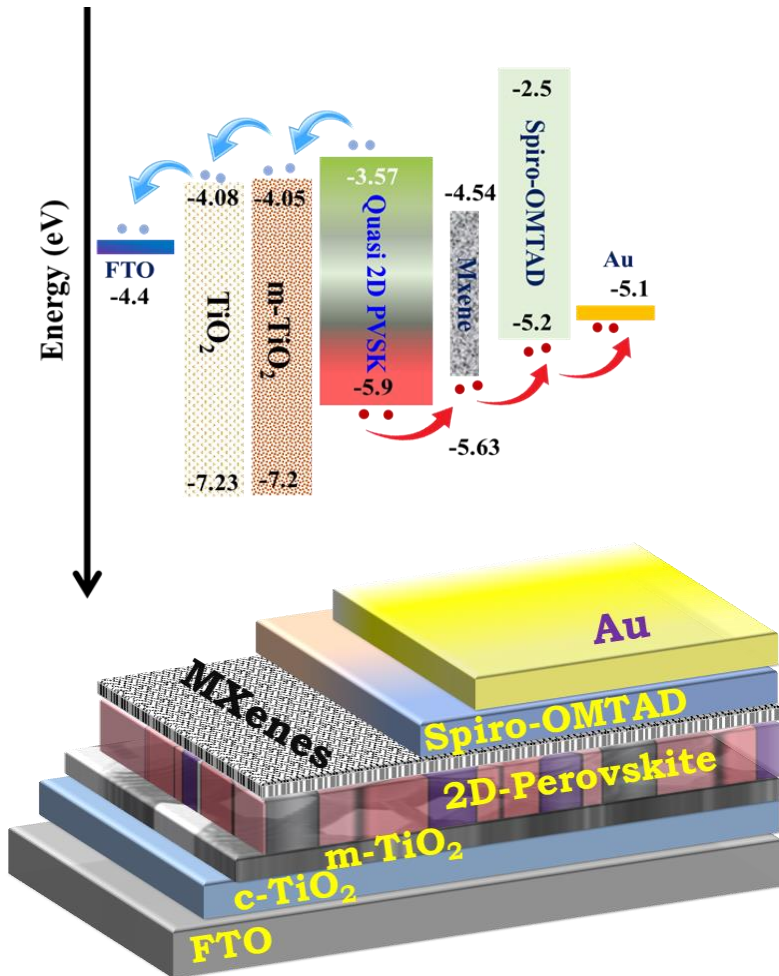 Energy (eV)
FTO
-4.4
-4.08
TiO₂
-7.23
-4.05
m-TiO₂
-7.2
-3.57
Quasi 2D PVSK
-5.9
-4.54
Mxene
-5.63
-2.5
Spiro-OMTAD
-5.2
Au
-5.1
Au
Spiro-OMTAD
MXenes
2D-Perovskite
m-TiO₂
c-TiO₂
FTO